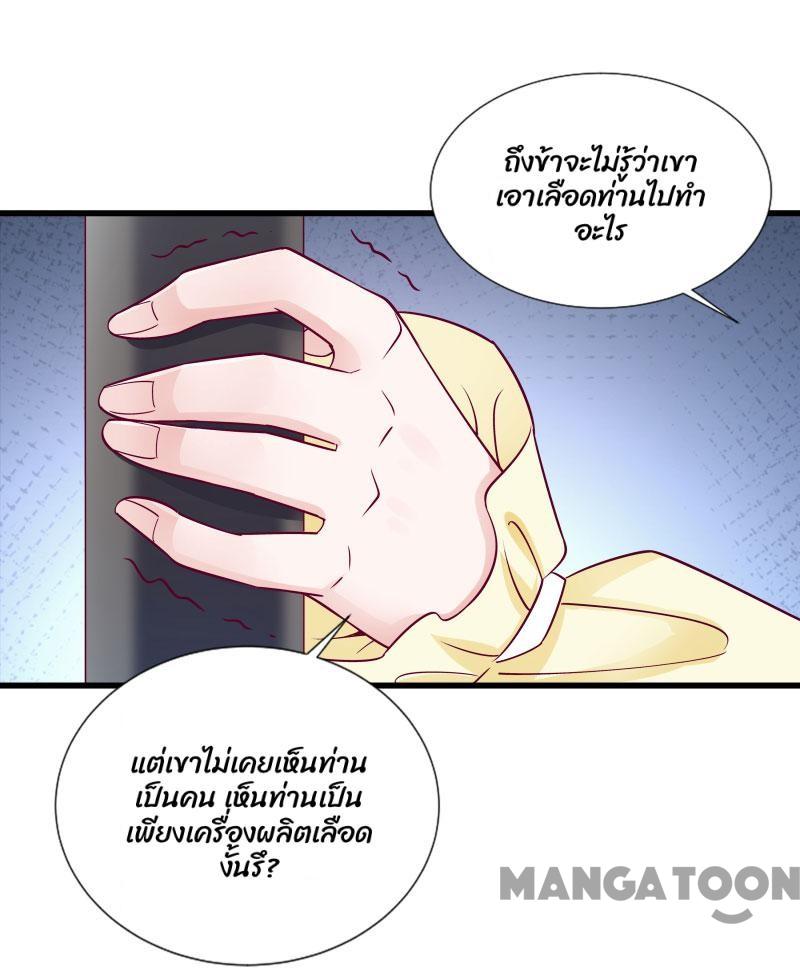 ถึงข้าจะไม่รู้ว่าเขา
เอาเลือดท่านไปทำ
อะไร
แต่เขาไม่เคยเห็นท่าน
เป็นคน เห็นท่านเป็น
เพียงเครื่องผลิตเลือด
งั้นรึ?
MANGATOON